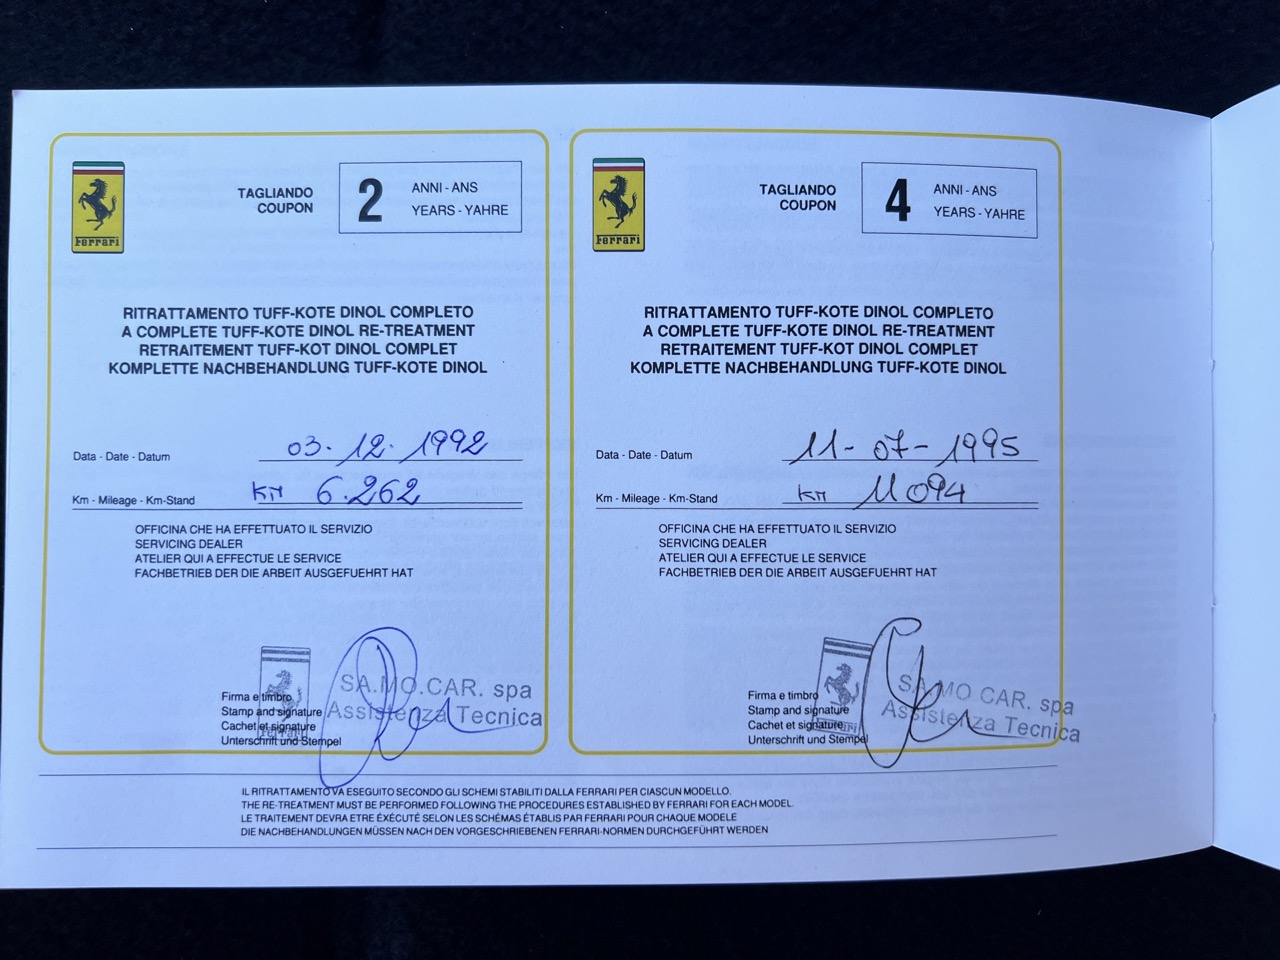 Ferrari
TAGLIANDO
COUPON
2
ANNI - ANS
YEARS - YAHRE
RITRATTAMENTO TUFF-KOTE DINOL COMPLETO
A COMPLETE TUFF-KOTE DINOL RE-TREATMENT
RETRAITEMENT TUFF-KOT DINOL COMPLET
KOMPLETTE NACHBEHANDLUNG TUFF-KOTE DINOL
Data - Date - Datum 03-12-1992
Km - Mileage - Km-Stand KM 6.262
OFFICINA CHE HA EFFETTUATO IL SERVIZIO
SERVICING DEALER
ATELIER QUI A EFFECTUE LE SERVICE
FACHBETRIEB DER DIE ARBEIT AUSGEFUEHRT HAT
Firma e timbro
Stamp and signature
Cachet et signature
Unterschrift und Stempel
Ferrari
SA.MO.CAR. spa
Assistenza Tecnica
Ferrari
TAGLIANDO
COUPON
4
ANNI - ANS
YEARS - YAHRE
RITRATTAMENTO TUFF-KOTE DINOL COMPLETO
A COMPLETE TUFF-KOTE DINOL RE-TREATMENT
RETRAITEMENT TUFF-KOT DINOL COMPLET
KOMPLETTE NACHBEHANDLUNG TUFF-KOTE DINOL
Data - Date - Datum 11-07-1995
Km - Mileage - Km-Stand KM 11094
OFFICINA CHE HA EFFETTUATO IL SERVIZIO
SERVICING DEALER
ATELIER QUI A EFFECTUE LE SERVICE
FACHBETRIEB DER DIE ARBEIT AUSGEFUEHRT HAT
Firma e timbro
Stamp and signature
Cachet et signature
Unterschrift und Stempel
Ferrari
SA.MO.CAR. spa
Assistenza Tecnica
IL RITRATTAMENTO VA ESEGUITO SECONDO GLI SCHEMI STABILITI DALLA FERRARI PER CIASCUN MODELLO.
THE RE-TREATMENT MUST BE PERFORMED FOLLOWING THE PROCEDURES ESTABLISHED BY FERRARI FOR EACH MODEL.
LE TRAITEMENT DEVRA ETRE ÉXÉCUTÉ SELON LES SCHÉMAS ÉTABLIS PAR FERRARI POUR CHAQUE MODELE
DIE NACHBEHANDLUNGEN MÜSSEN NACH DEN VORGESCHRIEBENEN FERRARI-NORMEN DURCHGEFÜHRT WERDEN